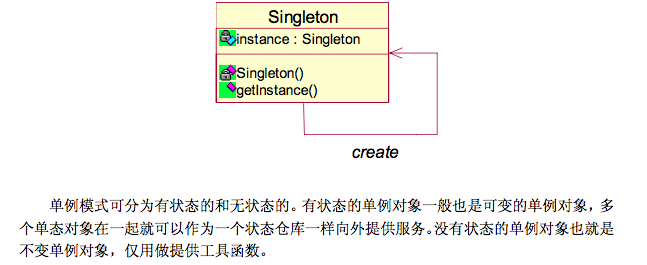 Singleton
instance : Singleton
Singleton()
getInstance()
create
单例模式可分为有状态的和无状态的。有状态的单例对象一般也是可变的单例对象，多
个单态对象在一起就可以作为一个状态仓库一样向外提供服务。没有状态的单例对象也就是
不变单例对象，仅用做提供工具函数。